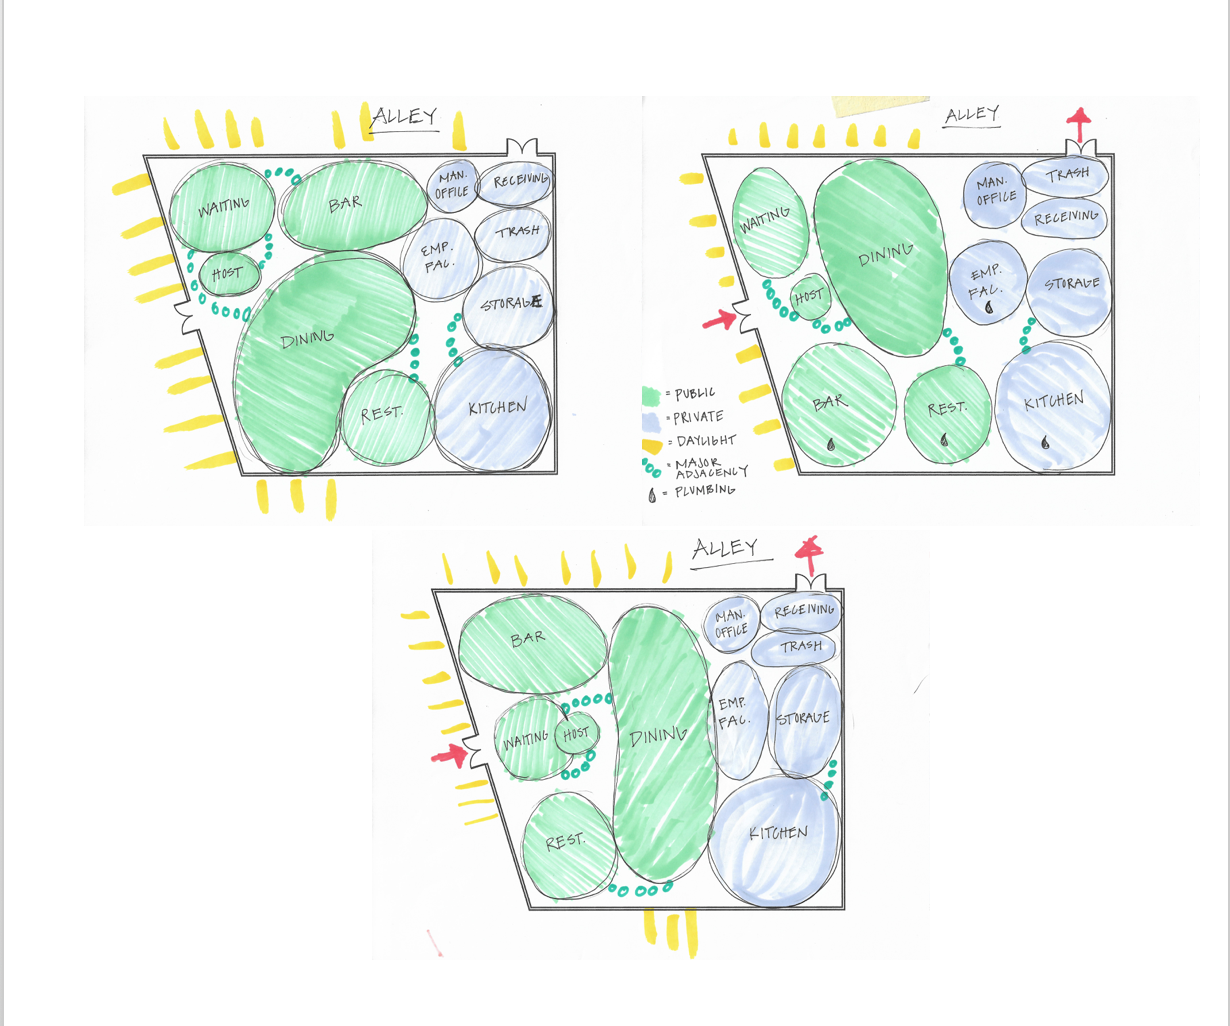 ALLEY
WAITING
BAR
MAN.
OFFICE
RECEIVING
TRASH
EMP.
FAC.
HOST
STORAGE
DINING
REST.
KITCHEN
ALLEY
WAITING
DINING
MAN.
OFFICE
TRASH
RECEIVING
EMP.
FAC.
STORAGE
HOST
BAR
REST.
KITCHEN
= PUBLIC
= PRIVATE
= DAYLIGHT
= MAJOR
ADJACENCY
= PLUMBING
ALLEY
BAR
MAN.
OFFICE
RECEIVING
TRASH
EMP.
FAC.
STORAGE
WAITING
HOST
DINING
REST.
KITCHEN